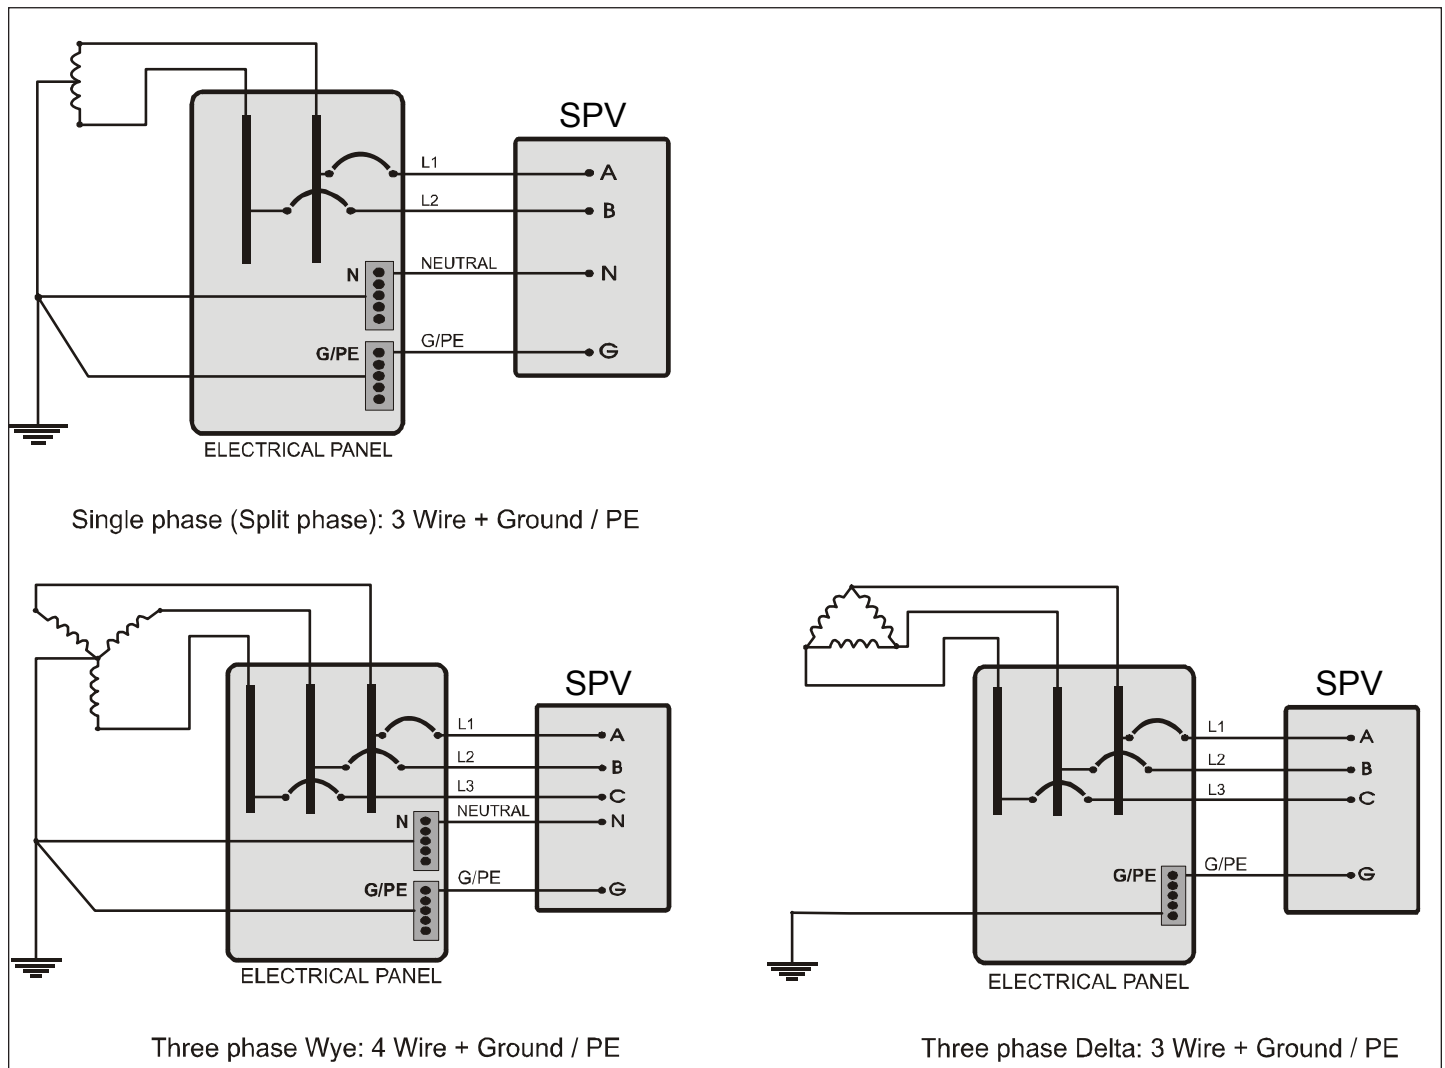 SPV
L1
A
L2
B
N
NEUTRAL
N
G/PE
G/PE
G
ELECTRICAL PANEL
Single phase (Split phase): 3 Wire + Ground / PE
SPV
L1
A
L2
B
L3
C
N
NEUTRAL
N
G/PE
G/PE
G
ELECTRICAL PANEL
Three phase Wye: 4 Wire + Ground / PE
SPV
L1
A
L2
B
L3
C
G/PE
G/PE
G
ELECTRICAL PANEL
Three phase Delta: 3 Wire + Ground / PE